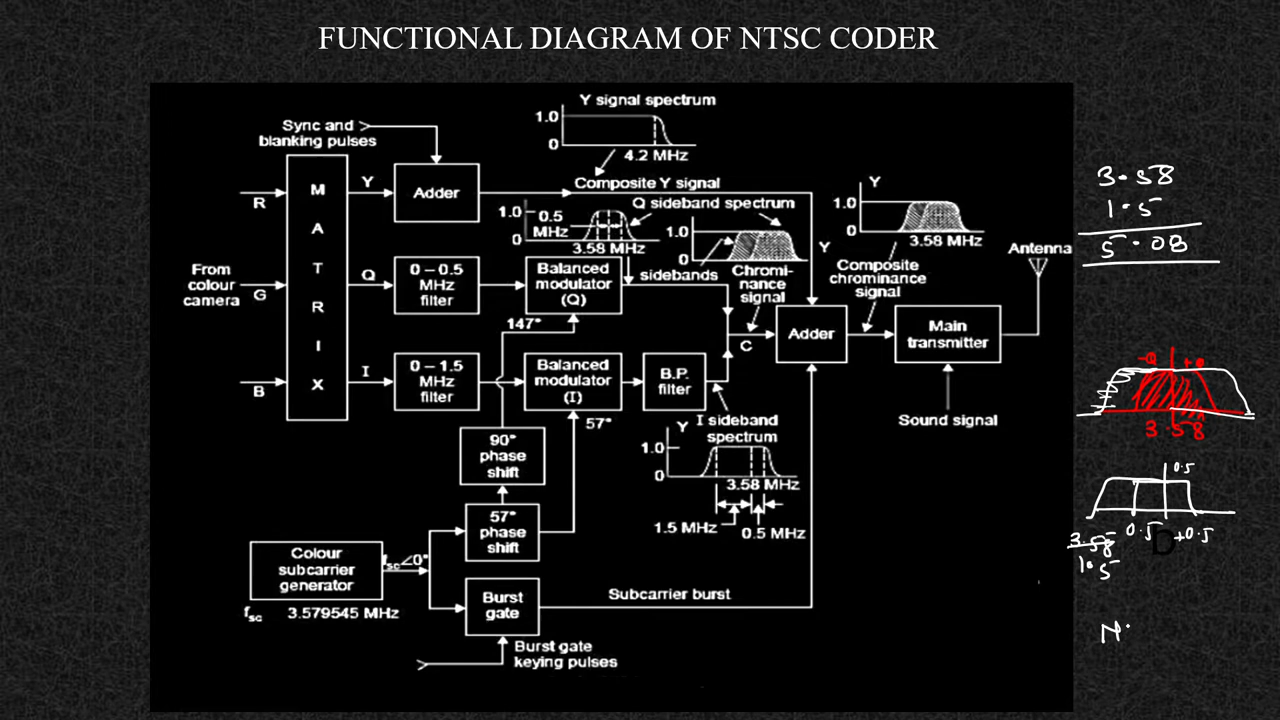 FUNCTIONAL DIAGRAM OF NTSC CODER
Sync and
blanking pulses
Y signal spectrum
1.0
0
4.2 MHz
R
From
colour
camera
G
B
M
A
T
R
I
X
Y
Adder
Composite Y signal
1.0
0.5
MHz
0
3.58 MHz
Q sideband spectrum
1.0
0
sidebands
Y
1.0
0
3.58 MHz
Q
0 – 0.5
MHz
filter
Balanced
modulator
(Q)
147°
Chromi-
nance
signal
C
Y
Composite
chrominance
signal
Adder
Main
transmitter
Antenna
Sound signal
I
0 – 1.5
MHz
filter
Balanced
modulator
(I)
57°
B.P.
filter
I sideband
spectrum
Y
1.0
0
3.58 MHz
1.5 MHz
0.5 MHz
90°
phase
shift
57°
phase
shift
Colour
subcarrier
generator
fsc∠0°
fsc 3.579545 MHz
Burst
gate
Subcarrier burst
Burst gate
keying pulses
3.58
1.5
5.08
-Q +Q
3.58
0.5
0.5 +0.5
b
3.58
1.5
N